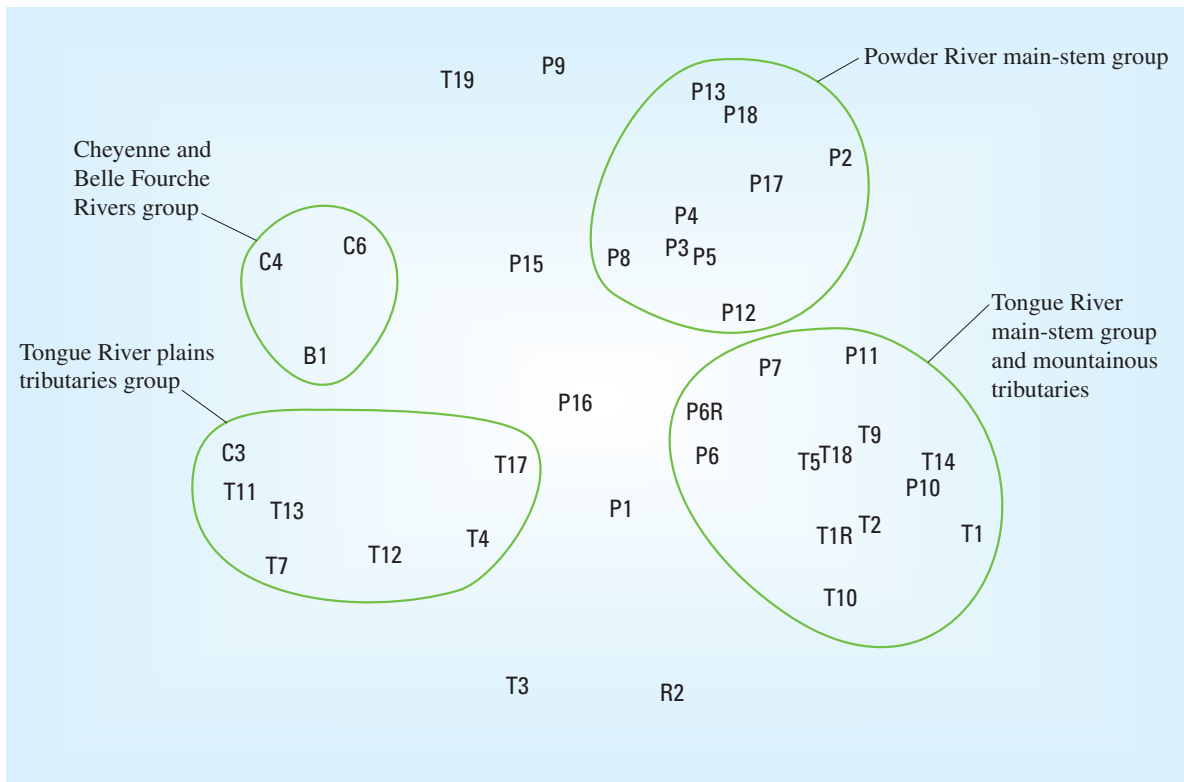 Powder River main-stem group
P9
T19
P13
P18
Cheyenne and
Belle Fourche
Rivers group
P2
P17
P4
C6
P3
P5
C4
P15
P8
P12
Tongue River
main-stem group
and mountainous
tributaries
Tongue River plains
tributaries group
B1
P11
P7
P16
P6R
T9
C3
T17
P6
T5
T18
T14
T11
P10
T13
P1
T4
T1R
T2
T1
T12
T7
T10
T3
R2